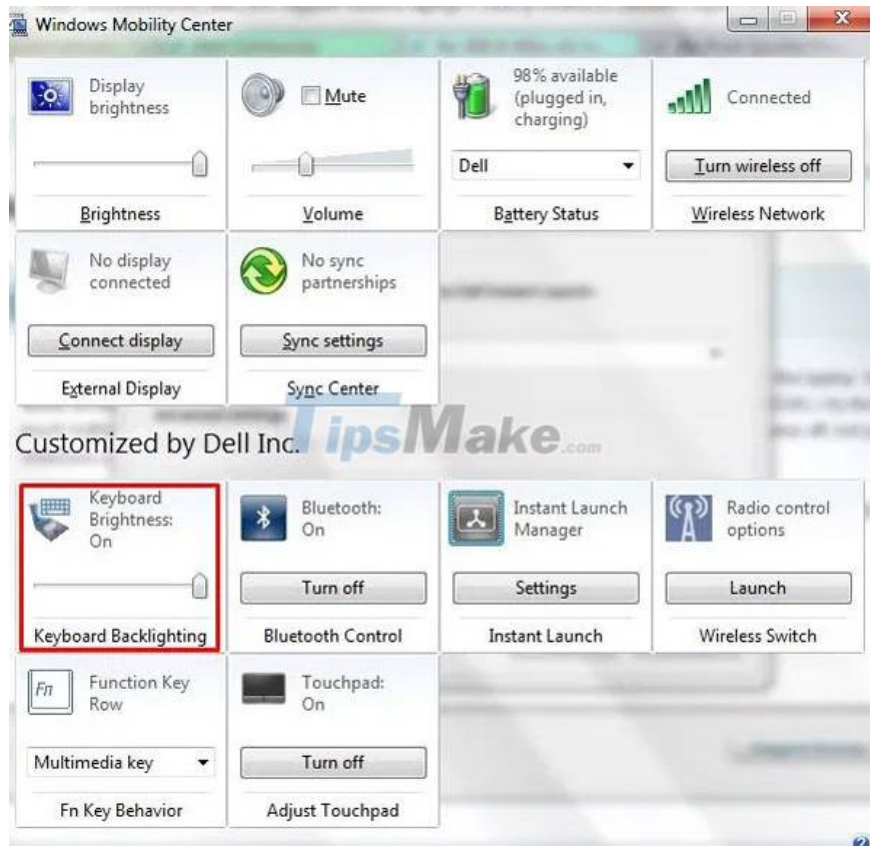 Windows Mobility Center
Display
brightness
Brightness
Mute
Volume
98% available
(plugged in,
charging)
Dell
Battery Status
Connected
Turn wireless off
Wireless Network
No display
connected
Connect display
External Display
No sync
partnerships
Sync settings
Sync Center
TipsMake.com
Customized by Dell Inc.
Keyboard
Brightness:
On
Keyboard Backlighting
Bluetooth:
On
Turn off
Bluetooth Control
Instant Launch
Manager
Settings
Instant Launch
Radio control
options
Launch
Wireless Switch
Fn
Function Key
Row
Multimedia key
Fn Key Behavior
Touchpad:
On
Turn off
Adjust Touchpad